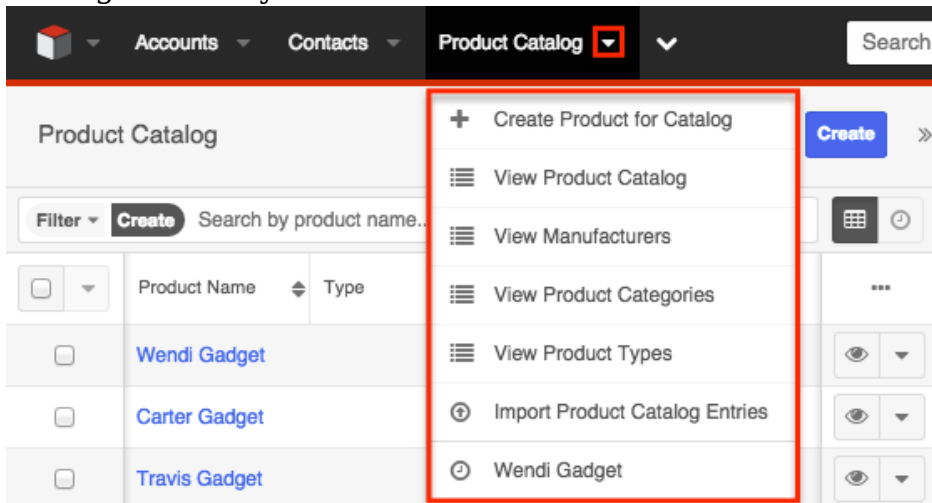 Accounts Contacts Product Catalog Search
Product Catalog
Create
Create Product for Catalog
View Product Catalog
View Manufacturers
View Product Categories
View Product Types
Import Product Catalog Entries
Wendi Gadget
Filter Create Search by product name..
Product Name Type
Wendi Gadget
Carter Gadget
Travis Gadget